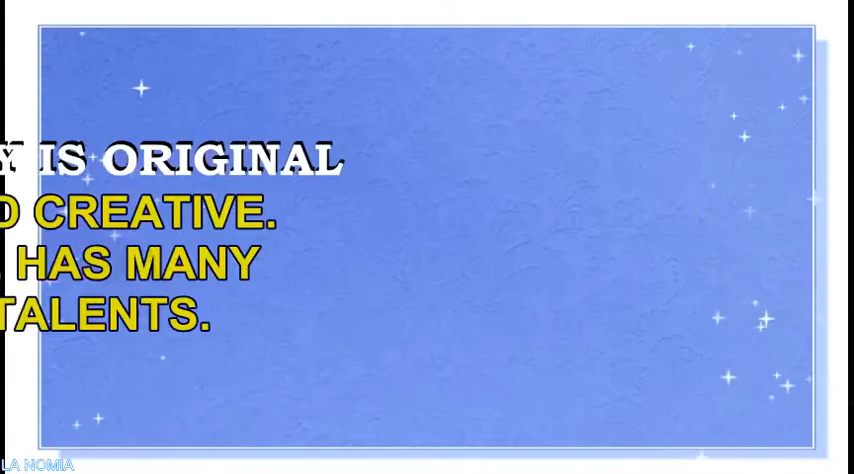 Y IS ORIGINAL
D CREATIVE.
. HAS MANY
TALENTS.
LA NOMIA